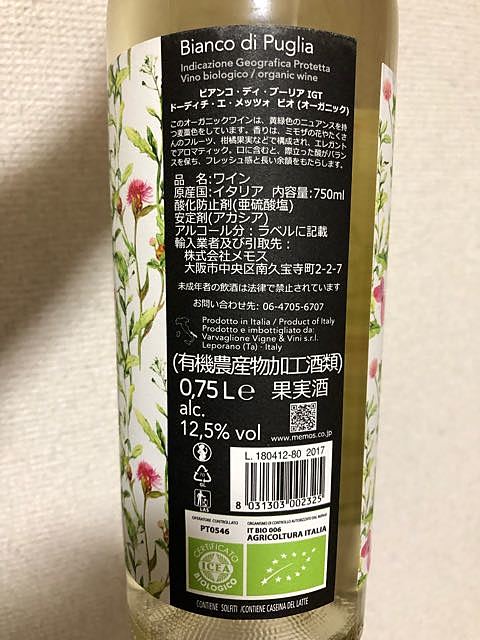 Bianco di Puglia
Indicazione Geografica Protetta
Vino biologico / organic wine
ビアンコ・ディ・プーリア IGT
ドーディチ・エ・メッツォ ビオ (オーガニック)
このオーガニックワインは、黄緑色のニュアンスを持
つ麦藁色をしています。香りは、ミモザの花やたくさ
んのフルーツ、柑橘果実などで構成され、エレガント
でアロマティック。口に含むと、際立った酸がバラン
スを保ち、フレッシュ感と長い余韻をもたらします。
品 名:ワイン
原産国:イタリア 内容量:750ml
酸化防止剤(亜硫酸塩)
安定剤(アカシア)
アルコール分:ラベルに記載
輸入業者及び引取先:
株式会社メモス
大阪市中央区南久宝寺町2-2-7
未成年者の飲酒は法律で禁止されています。
お問い合わせ先: 06-4705-6707
Prodotto in Italia / Product of Italy
Prodotto e imbottigliato da:
Varvaglione Vigne & Vini s.r.l.
Leporano (Ta) - Italy
(有機農産物加工酒類)
0,75 L e 果実酒
alc.
12,5% vol
www.memos.co.jp
L. 180412-80 2017
GL
LAS
8 031303 002325
OPERATORE CONTROLLATO
PT0546
ORGANISMO DI CONTROLLO AUTORIZZATO DAL MIPAAF
IT BIO 006
AGRICOLTURA ITALIA
CERTIFICATO
ICEA
BIOLOGICO
CONTIENE SOLFITI /CONTIENE CASEINA DEL LATTE